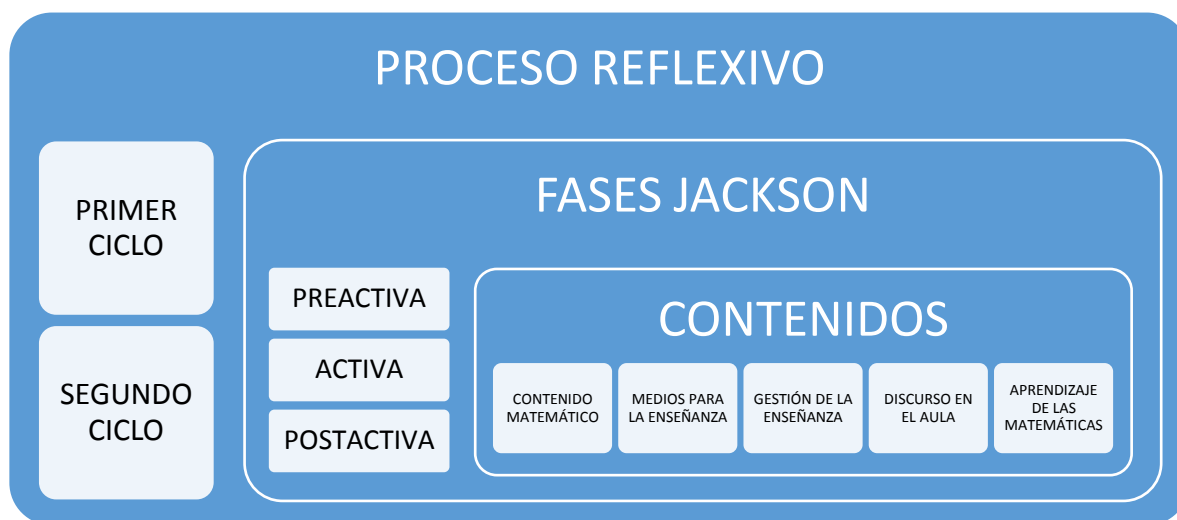 PROCESO REFLEXIVO
PRIMER
CICLO
SEGUNDO
CICLO
FASES JACKSON
PREACTIVA
ACTIVA
POSTACTIVA
CONTENIDOS
CONTENIDO
MATEMÁTICO
MEDIOS PARA
LA ENSEÑANZA
GESTIÓN DE LA
ENSEÑANZA
DISCURSO EN
EL AULA
APRENDIZAJE
DE LAS
MATEMÁTICAS